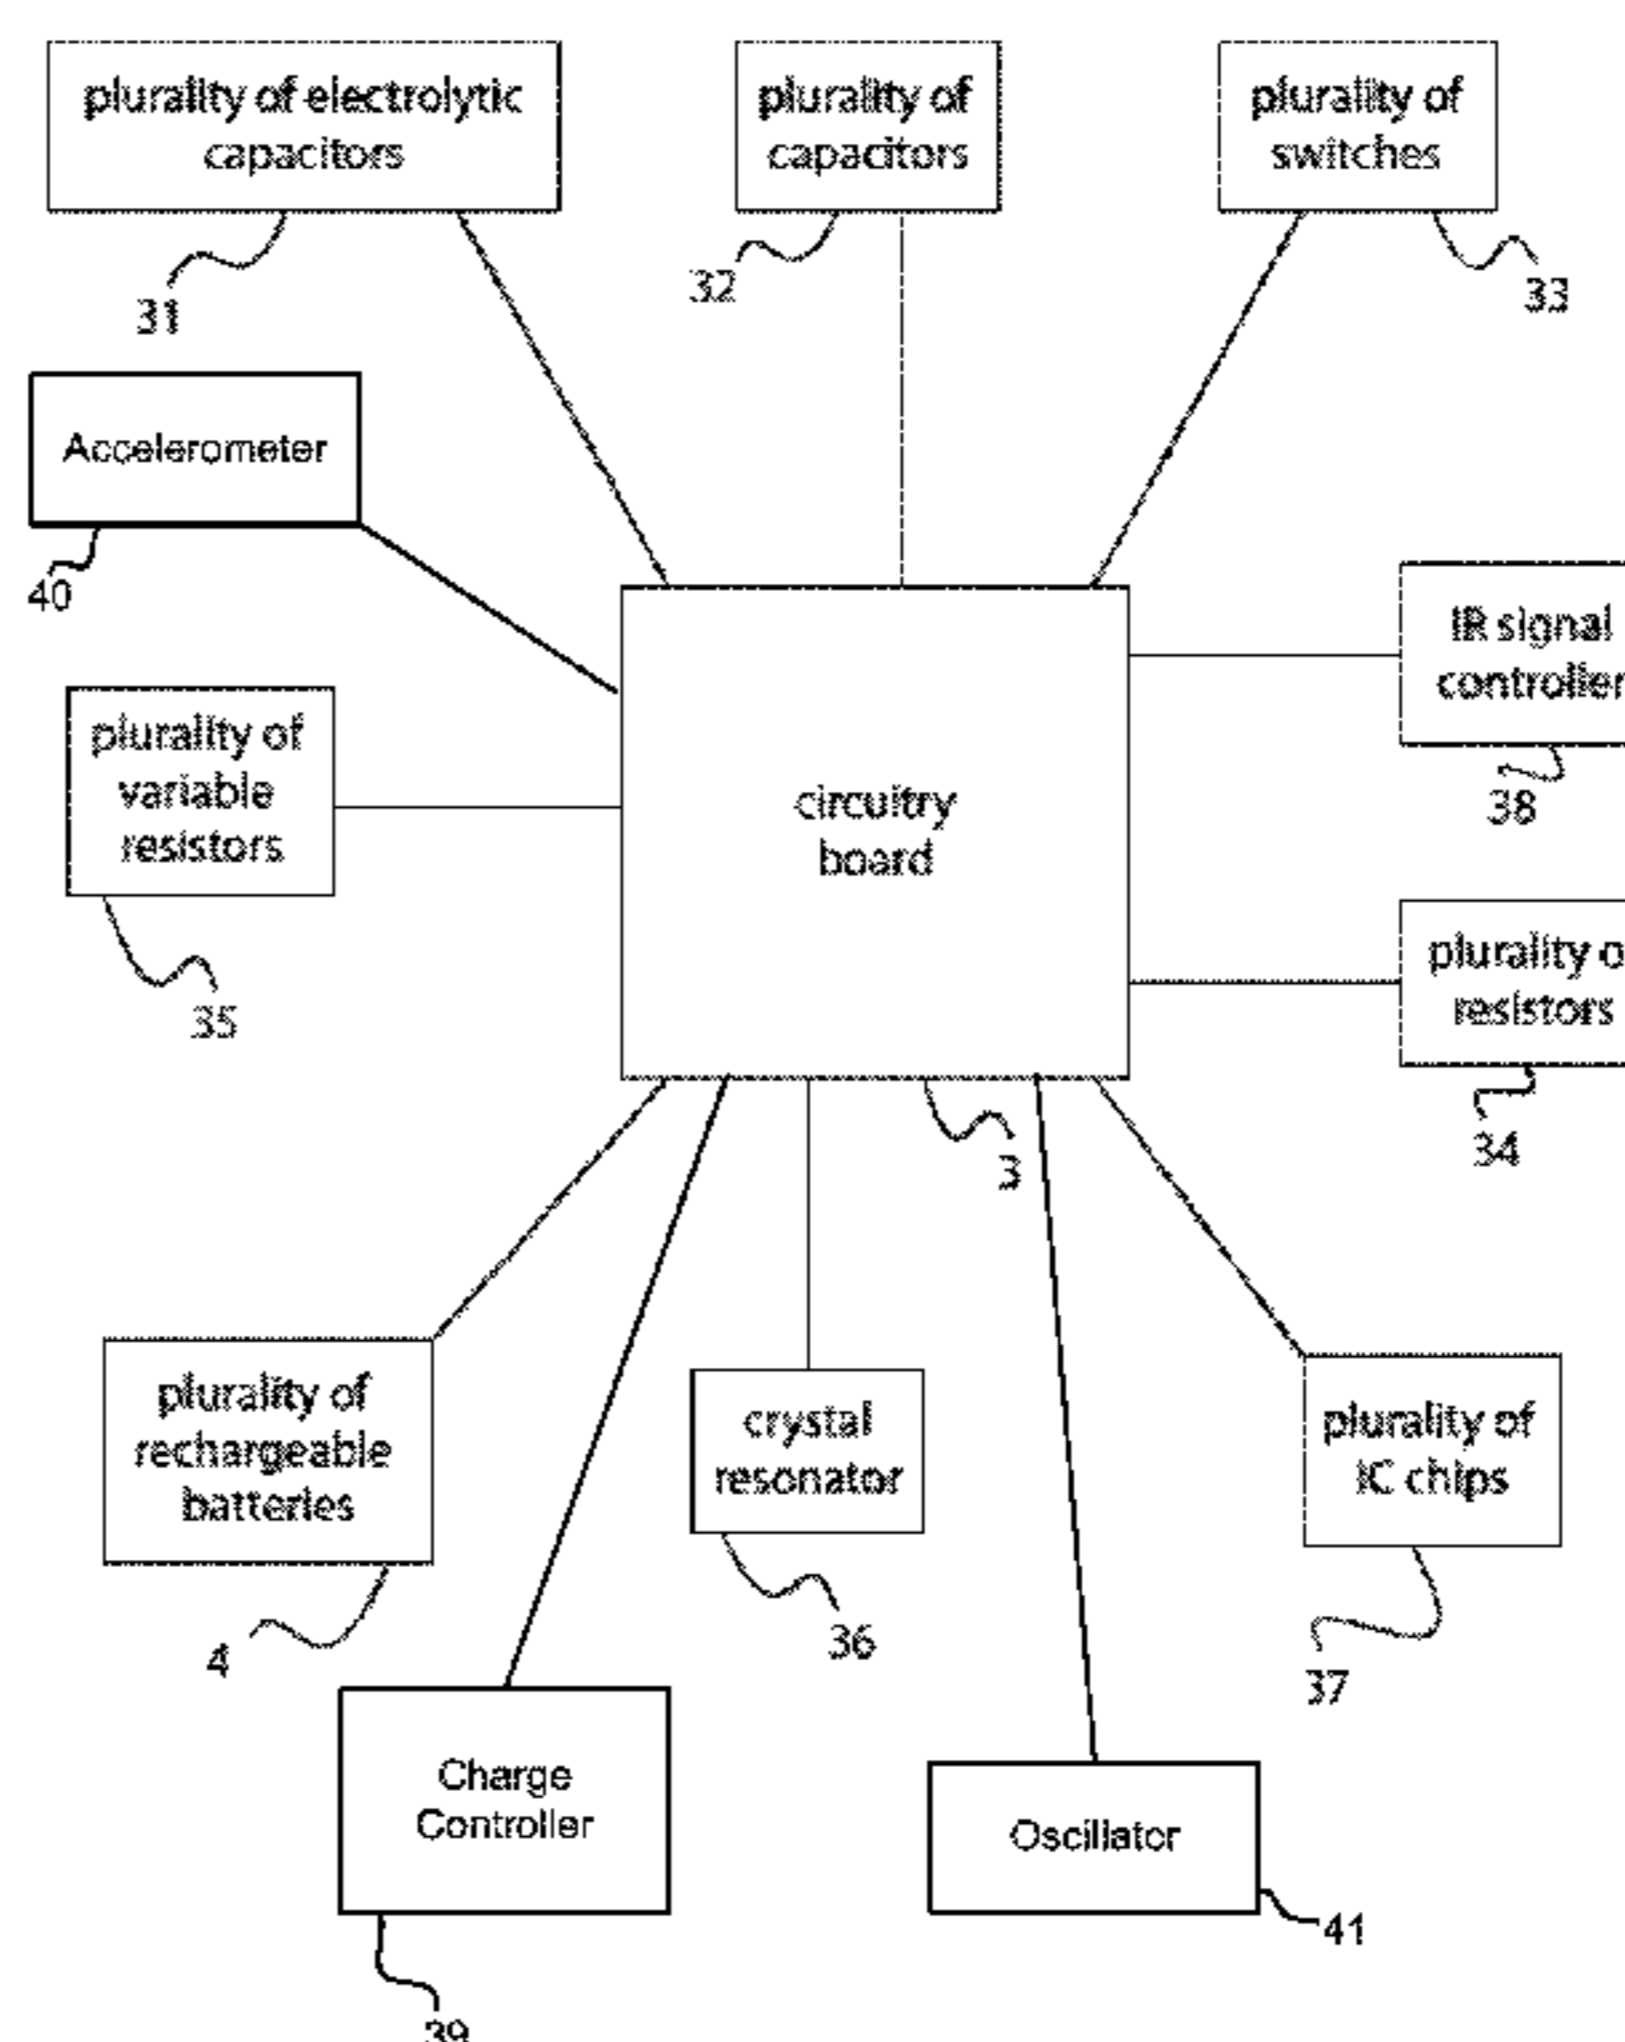 plurality of electrolytic
capacitors
plurality of
capacitors
plurality of
switches
31
32
33
Accelerometer
40
IR signal
controller
38
plurality of
variable
resistors
35
circuitry
board
3
plurality o
resistors
34
plurality of
rechargeable
batteries
4
crystal
resonator
36
plurality of
IC chips
37
Charge
Controller
39
Oscillator
41